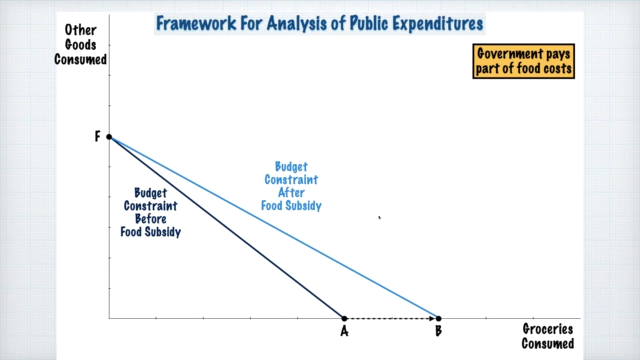 Framework For Analysis of Public Expenditures
Other
Goods
Consumed
Government pays
part of food costs
F
Budget
Constraint
After
Food Subsidy
Budget
Constraint
Before
Food Subsidy
A
B
Groceries
Consumed